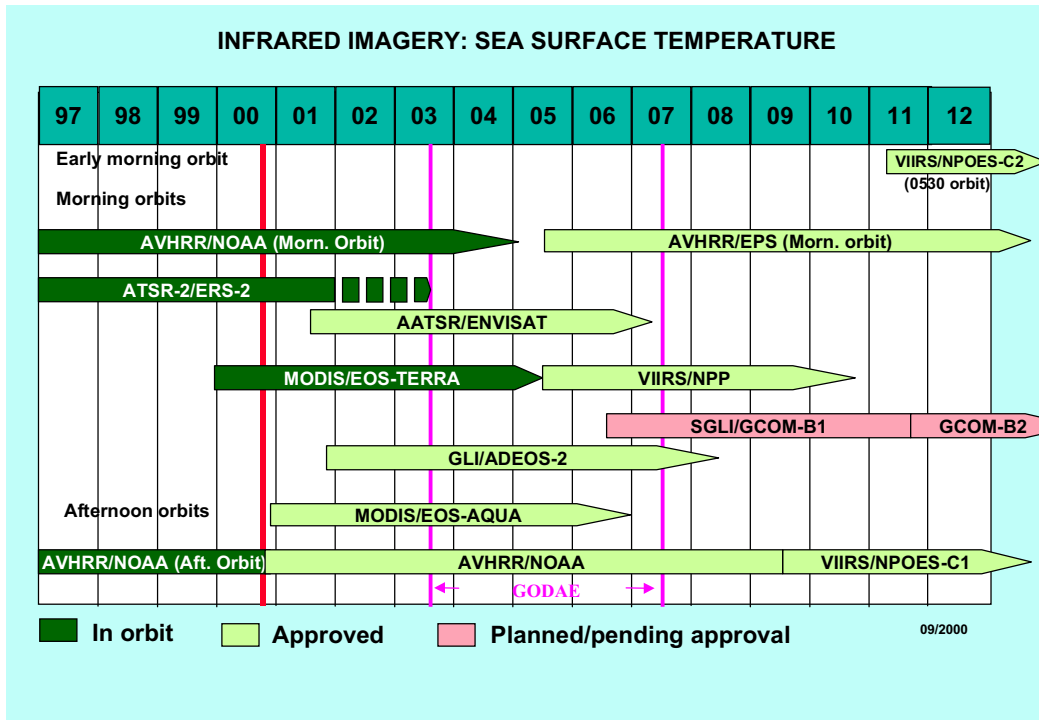 INFRARED IMAGERY: SEA SURFACE TEMPERATURE
97 98 99 00 01 02 03 04 05 06 07 08 09 10 11 12
Early morning orbit
VIIRS/NPOES-C2
(0530 orbit)
Morning orbits
AVHRR/NOAA (Morn. Orbit)
AVHRR/EPS (Morn. orbit)
ATSR-2/ERS-2
AATSR/ENVISAT
MODIS/EOS-TERRA
VIIRS/NPP
SGLI/GCOM-B1
GCOM-B2
GLI/ADEOS-2
Afternoon orbits
MODIS/EOS-AQUA
AVHRR/NOAA (Aft. Orbit)
AVHRR/NOAA
VIIRS/NPOES-C1
GODAE
In orbit
Approved
Planned/pending approval
09/2000